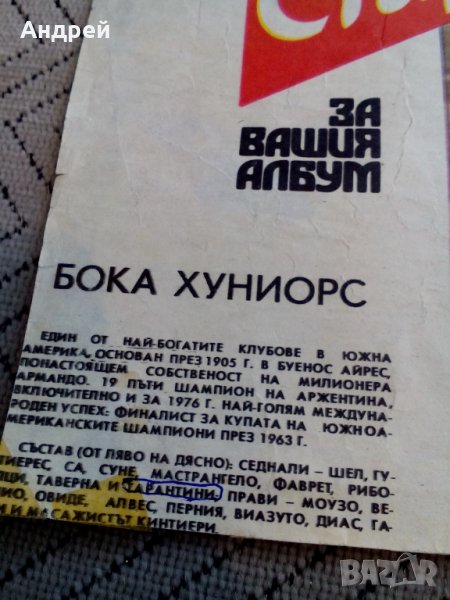 Андрей
ЗА
ВАШИЯ
АЛБУМ
БОКА ХУНИОРС
ЕДИН ОТ НАЙ-БОГАТИТЕ КЛУБОВЕ В ЮЖНА
АМЕРИКА, ОСНОВАН ПРЕЗ 1905 Г. В БУЕНОС АЙРЕС,
ПОНАСТОЯЩЕМ СОБСТВЕНОСТ НА МИЛИОНЕРА
АРМАНДО. 19 ПЪТИ ШАМПИОН НА АРЖЕНТИНА,
ВКЛЮЧИТЕЛНО И ЗА 1976 Г. НАЙ-ГОЛЯМ МЕЖДУНА-
РОДЕН УСПЕХ: ФИНАЛИСТ ЗА КУПАТА НА ЮЖНОА-
МЕРИКАНСКИТЕ ШАМПИОНИ ПРЕЗ 1963 Г.
СЪСТАВ (ОТ ЛЯВО НА ДЯСНО): СЕДНАЛИ – ШЕЛ, ГУ-
ТИЕРЕС, СА, СУНЕ, МАСТРАНГЕЛО, ФАВРЕТ, РИБО-
ЛЦИ, ТАВЕРНА И ТАРАНТИНИ, ПРАВИ – МОУЗО, ВЕ-
ОВИДЕ, АЛВЕС, ПЕРНИЯ, ВИАЗУТО, ДИАС, ГА-
И МАСАЖИСТЪТ КИНТИЕРИ.
BAZAR.BG